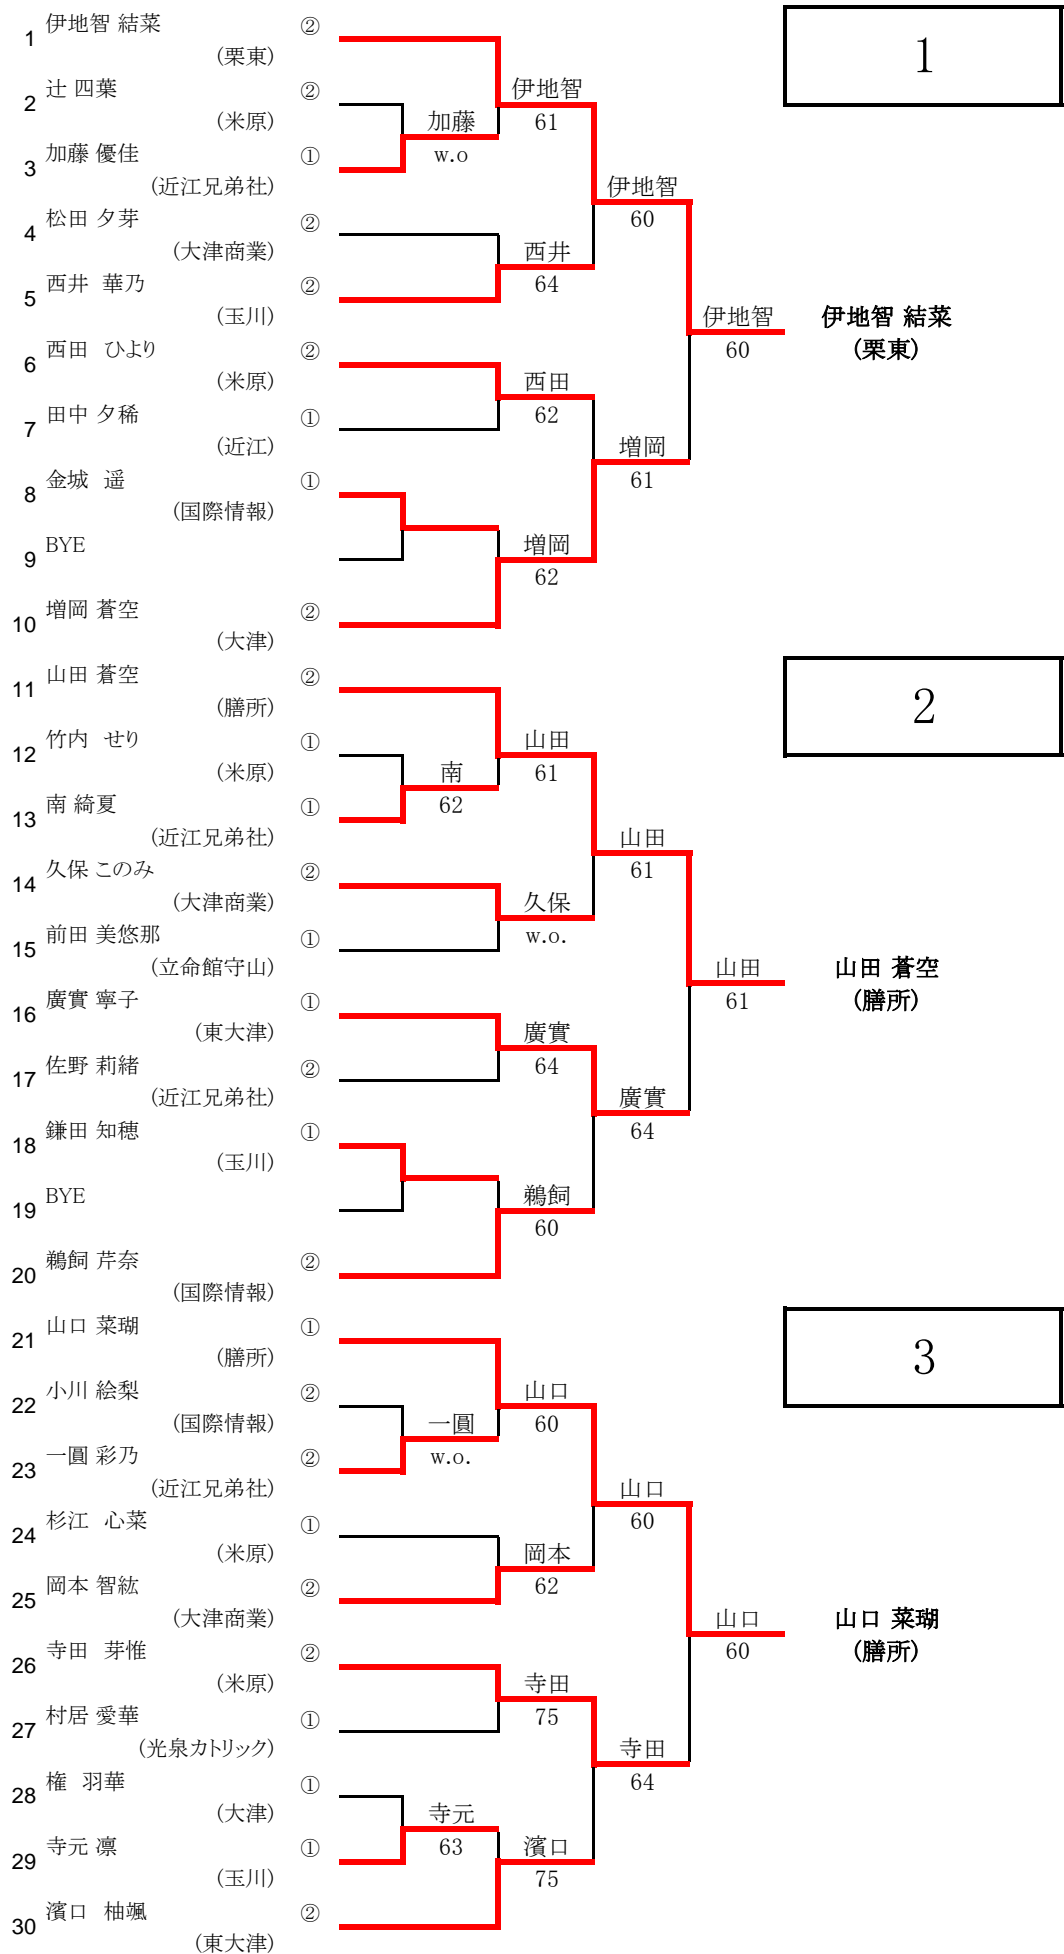 伊地智 結菜 ②
1
(栗東)
辻 四葉 ②
2
(米原)
加藤 優佳 ①
3
(近江兄弟社)
松田 夕芽 ②
4
(大津商業)
西井 華乃 ②
5
(玉川)
西田 ひより ②
6
(米原)
田中 夕稀 ①
7
(近江)
金城 遥 ①
8
(国際情報)
BYE
9
増岡 蒼空 ②
10
(大津)
加藤
w.o
伊地智
61
西井
64
西田
62
増岡
62
伊地智
60
増岡
61
伊地智
60
1
伊地智 結菜
(栗東)
山田 蒼空 ②
11
(膳所)
竹内 せり ①
12
(米原)
南 綺夏 ①
13
(近江兄弟社)
久保 このみ ②
14
(大津商業)
前田 美悠那 ①
15
(立命館守山)
廣實 寧子 ①
16
(東大津)
佐野 莉緒 ②
17
(近江兄弟社)
鎌田 知穂 ①
18
(玉川)
BYE
19
鵜飼 芹奈 ②
20
(国際情報)
南
62
山田
61
久保
w.o.
廣實
64
鵜飼
60
山田
61
廣實
64
山田
61
2
山田 蒼空
(膳所)
山口 菜瑚 ①
21
(膳所)
小川 絵梨 ②
22
(国際情報)
一圓 彩乃 ②
23
(近江兄弟社)
杉江 心菜 ①
24
(米原)
岡本 智紘 ②
25
(大津商業)
寺田 芽惟 ②
26
(米原)
村居 愛華 ①
27
(光泉カトリック)
権 羽華 ①
28
(大津)
寺元 凛 ①
29
(玉川)
濱口 柚颯 ②
30
(東大津)
一圓
w.o.
寺元
63
山口
60
岡本
62
寺田
75
濱口
75
山口
60
寺田
64
山口
60
3
山口 菜瑚
(膳所)